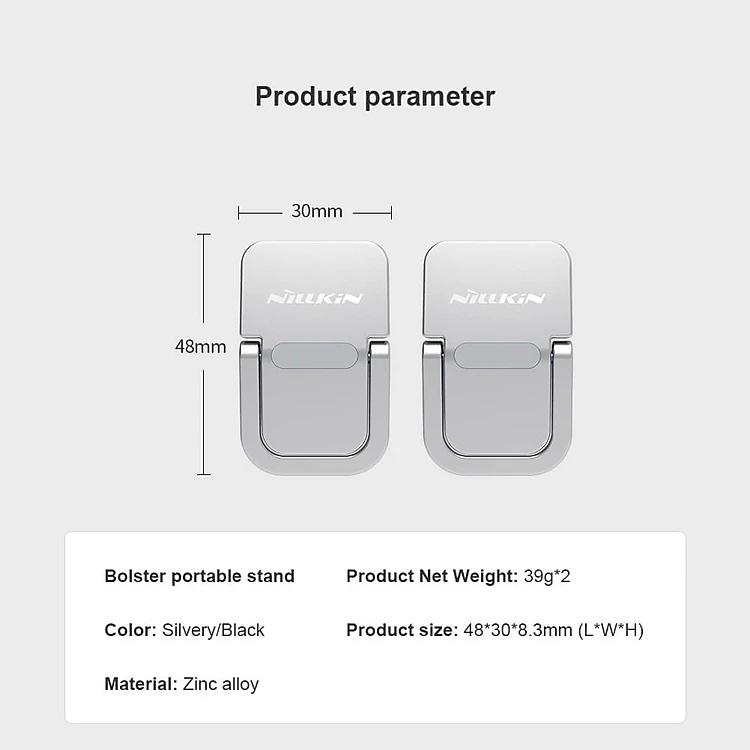 Product parameter
30mm
NILLKIN NILLKIN
48mm
Bolster portable stand
Product Net Weight: 39g*2
Color: Silvery/Black
Product size: 48*30*8.3mm (L*W*H)
Material: Zinc alloy